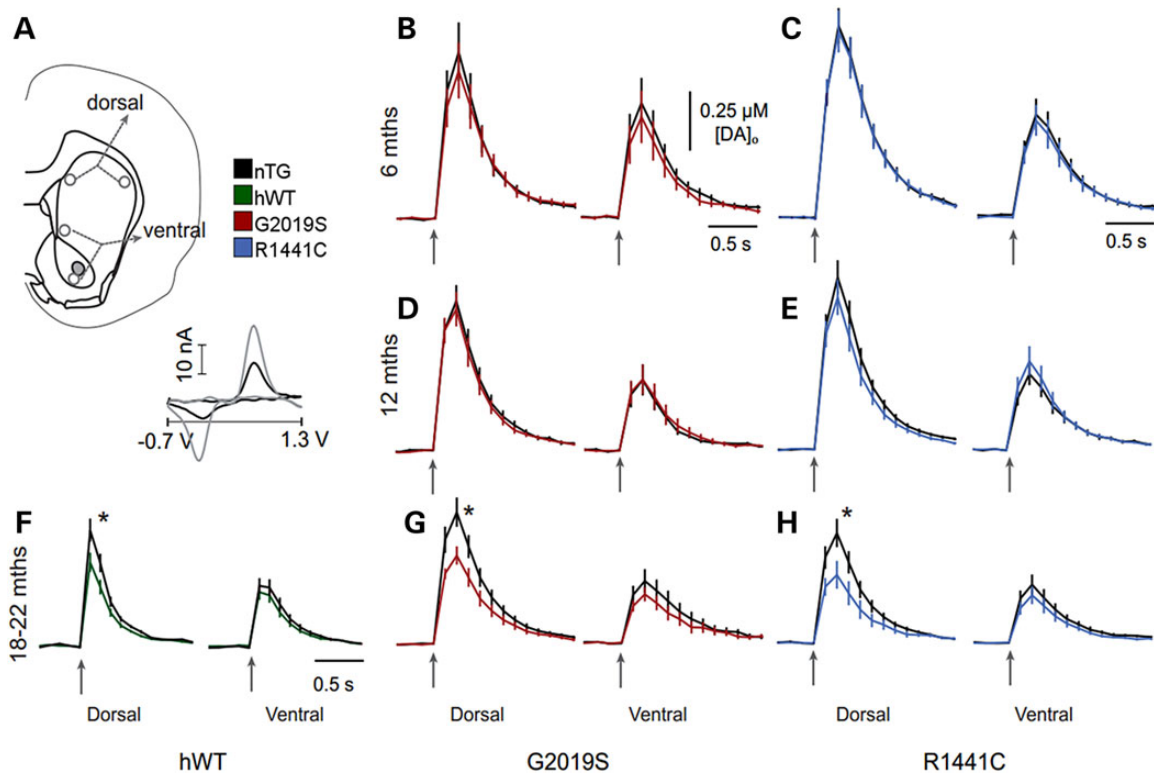 A
dorsal
ventral
nTG
hWT
G2019S
R1441C
10 nA
-0.7 V
1.3 V
B
C
6 mths
0.25 µM
[DA]o
0.5 s
0.5 s
D
E
12 mths
F
G
H
18-22 mths
*
*
*
0.5 s
Dorsal
Ventral
Dorsal
Ventral
Dorsal
Ventral
hWT
G2019S
R1441C